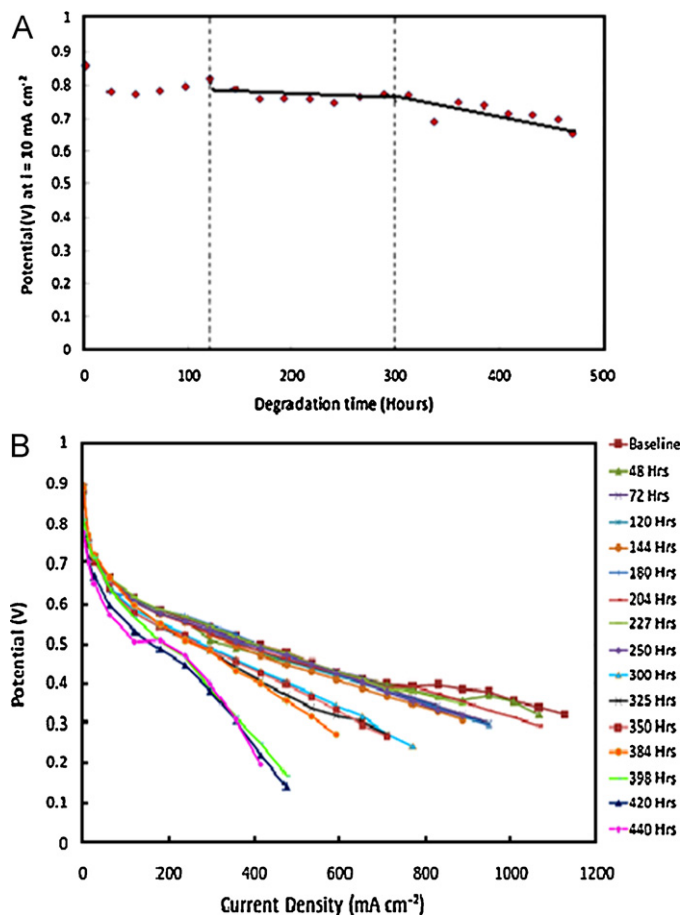 A
Potential (V) at i = 10 mA cm-2
1
0.9
0.8
0.7
0.6
0.5
0.4
0.3
0.2
0.1
0
0
100
200
300
400
500
Degradation time (Hours)
B
Potential (V)
1
0.9
0.8
0.7
0.6
0.5
0.4
0.3
0.2
0.1
0
0
200
400
600
800
1000
1200
Current Density (mA cm-2)
Baseline
48 Hrs
72 Hrs
120 Hrs
144 Hrs
180 Hrs
204 Hrs
227 Hrs
250 Hrs
300 Hrs
325 Hrs
350 Hrs
384 Hrs
398 Hrs
420 Hrs
440 Hrs